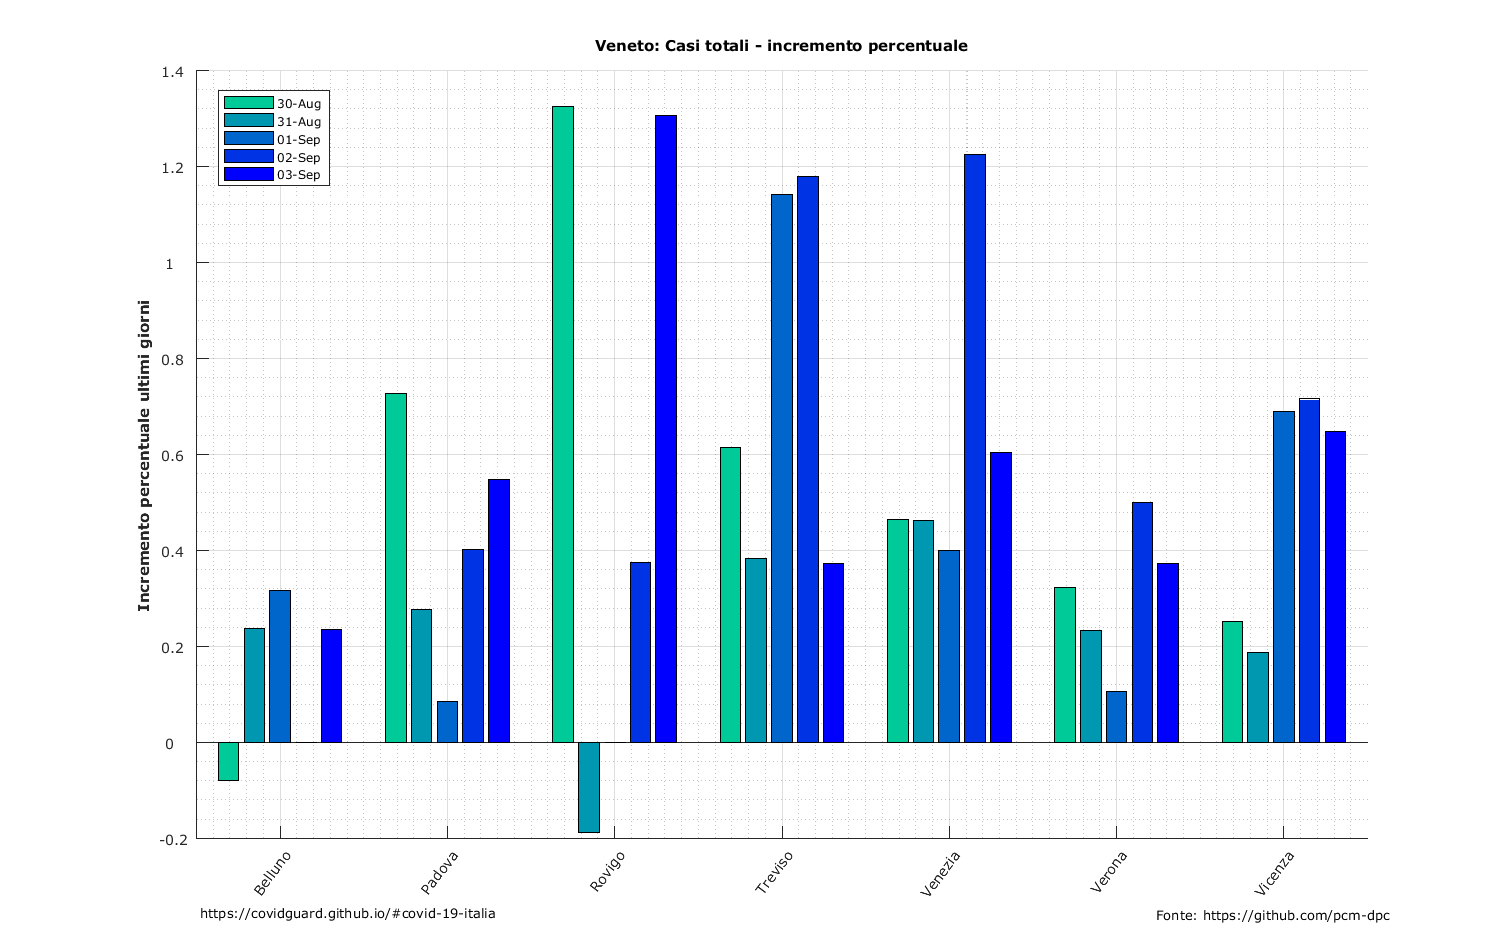 Veneto: Casi totali - incremento percentuale
1.4
1.2
1
0.8
0.6
0.4
0.2
0
-0.2
Incremento percentuale ultimi giorni
30-Aug
31-Aug
01-Sep
02-Sep
03-Sep
Belluno
Padova
Rovigo
Treviso
Venezia
Verona
Vicenza
https://covidguard.github.io/#covid-19-italia
Fonte: https://github.com/pcm-dpc